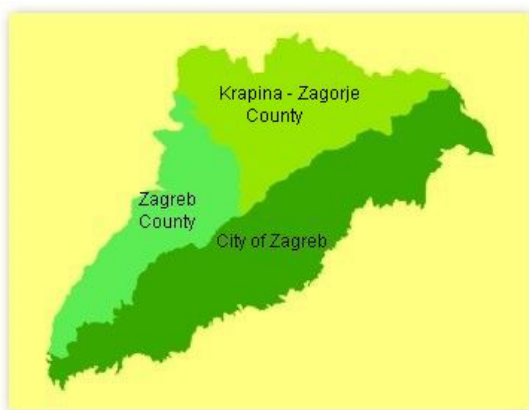 Krapina - Zagorje
County
Zagreb
County
City of Zagreb